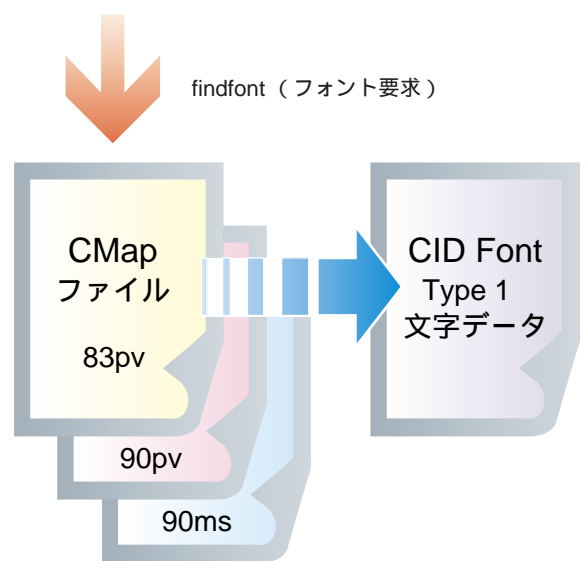 findfont（フォント要求）
CMap
ファイル
83pv
90pv
90ms
CID Font
Type 1
文字データ